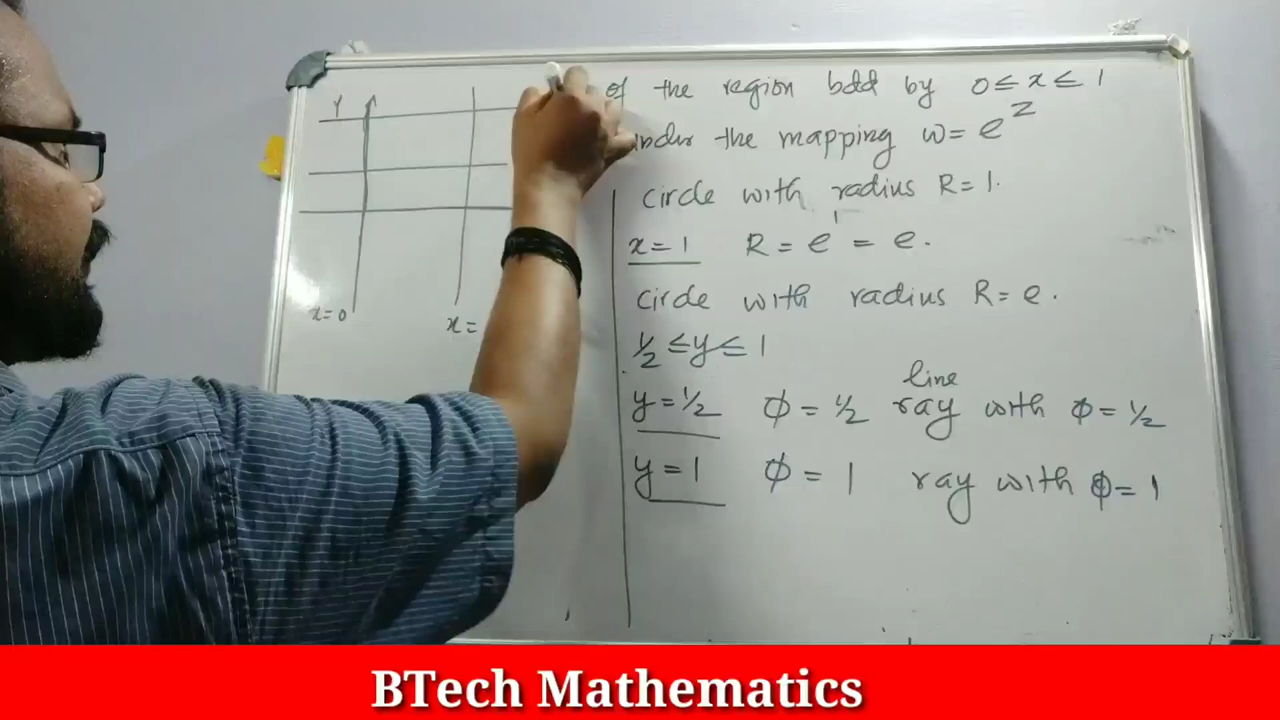 Y
x=0
x=
of the region bdd by 0≤x≤1
under the mapping w=e^z
circle with radius R=1.
x=1 R=e^1=e.
circle with radius R=e.
1/2≤y≤1
line
y=1/2 ϕ=1/2 ray with ϕ=1/2
y=1 ϕ=1 ray with ϕ=1
BTech Mathematics